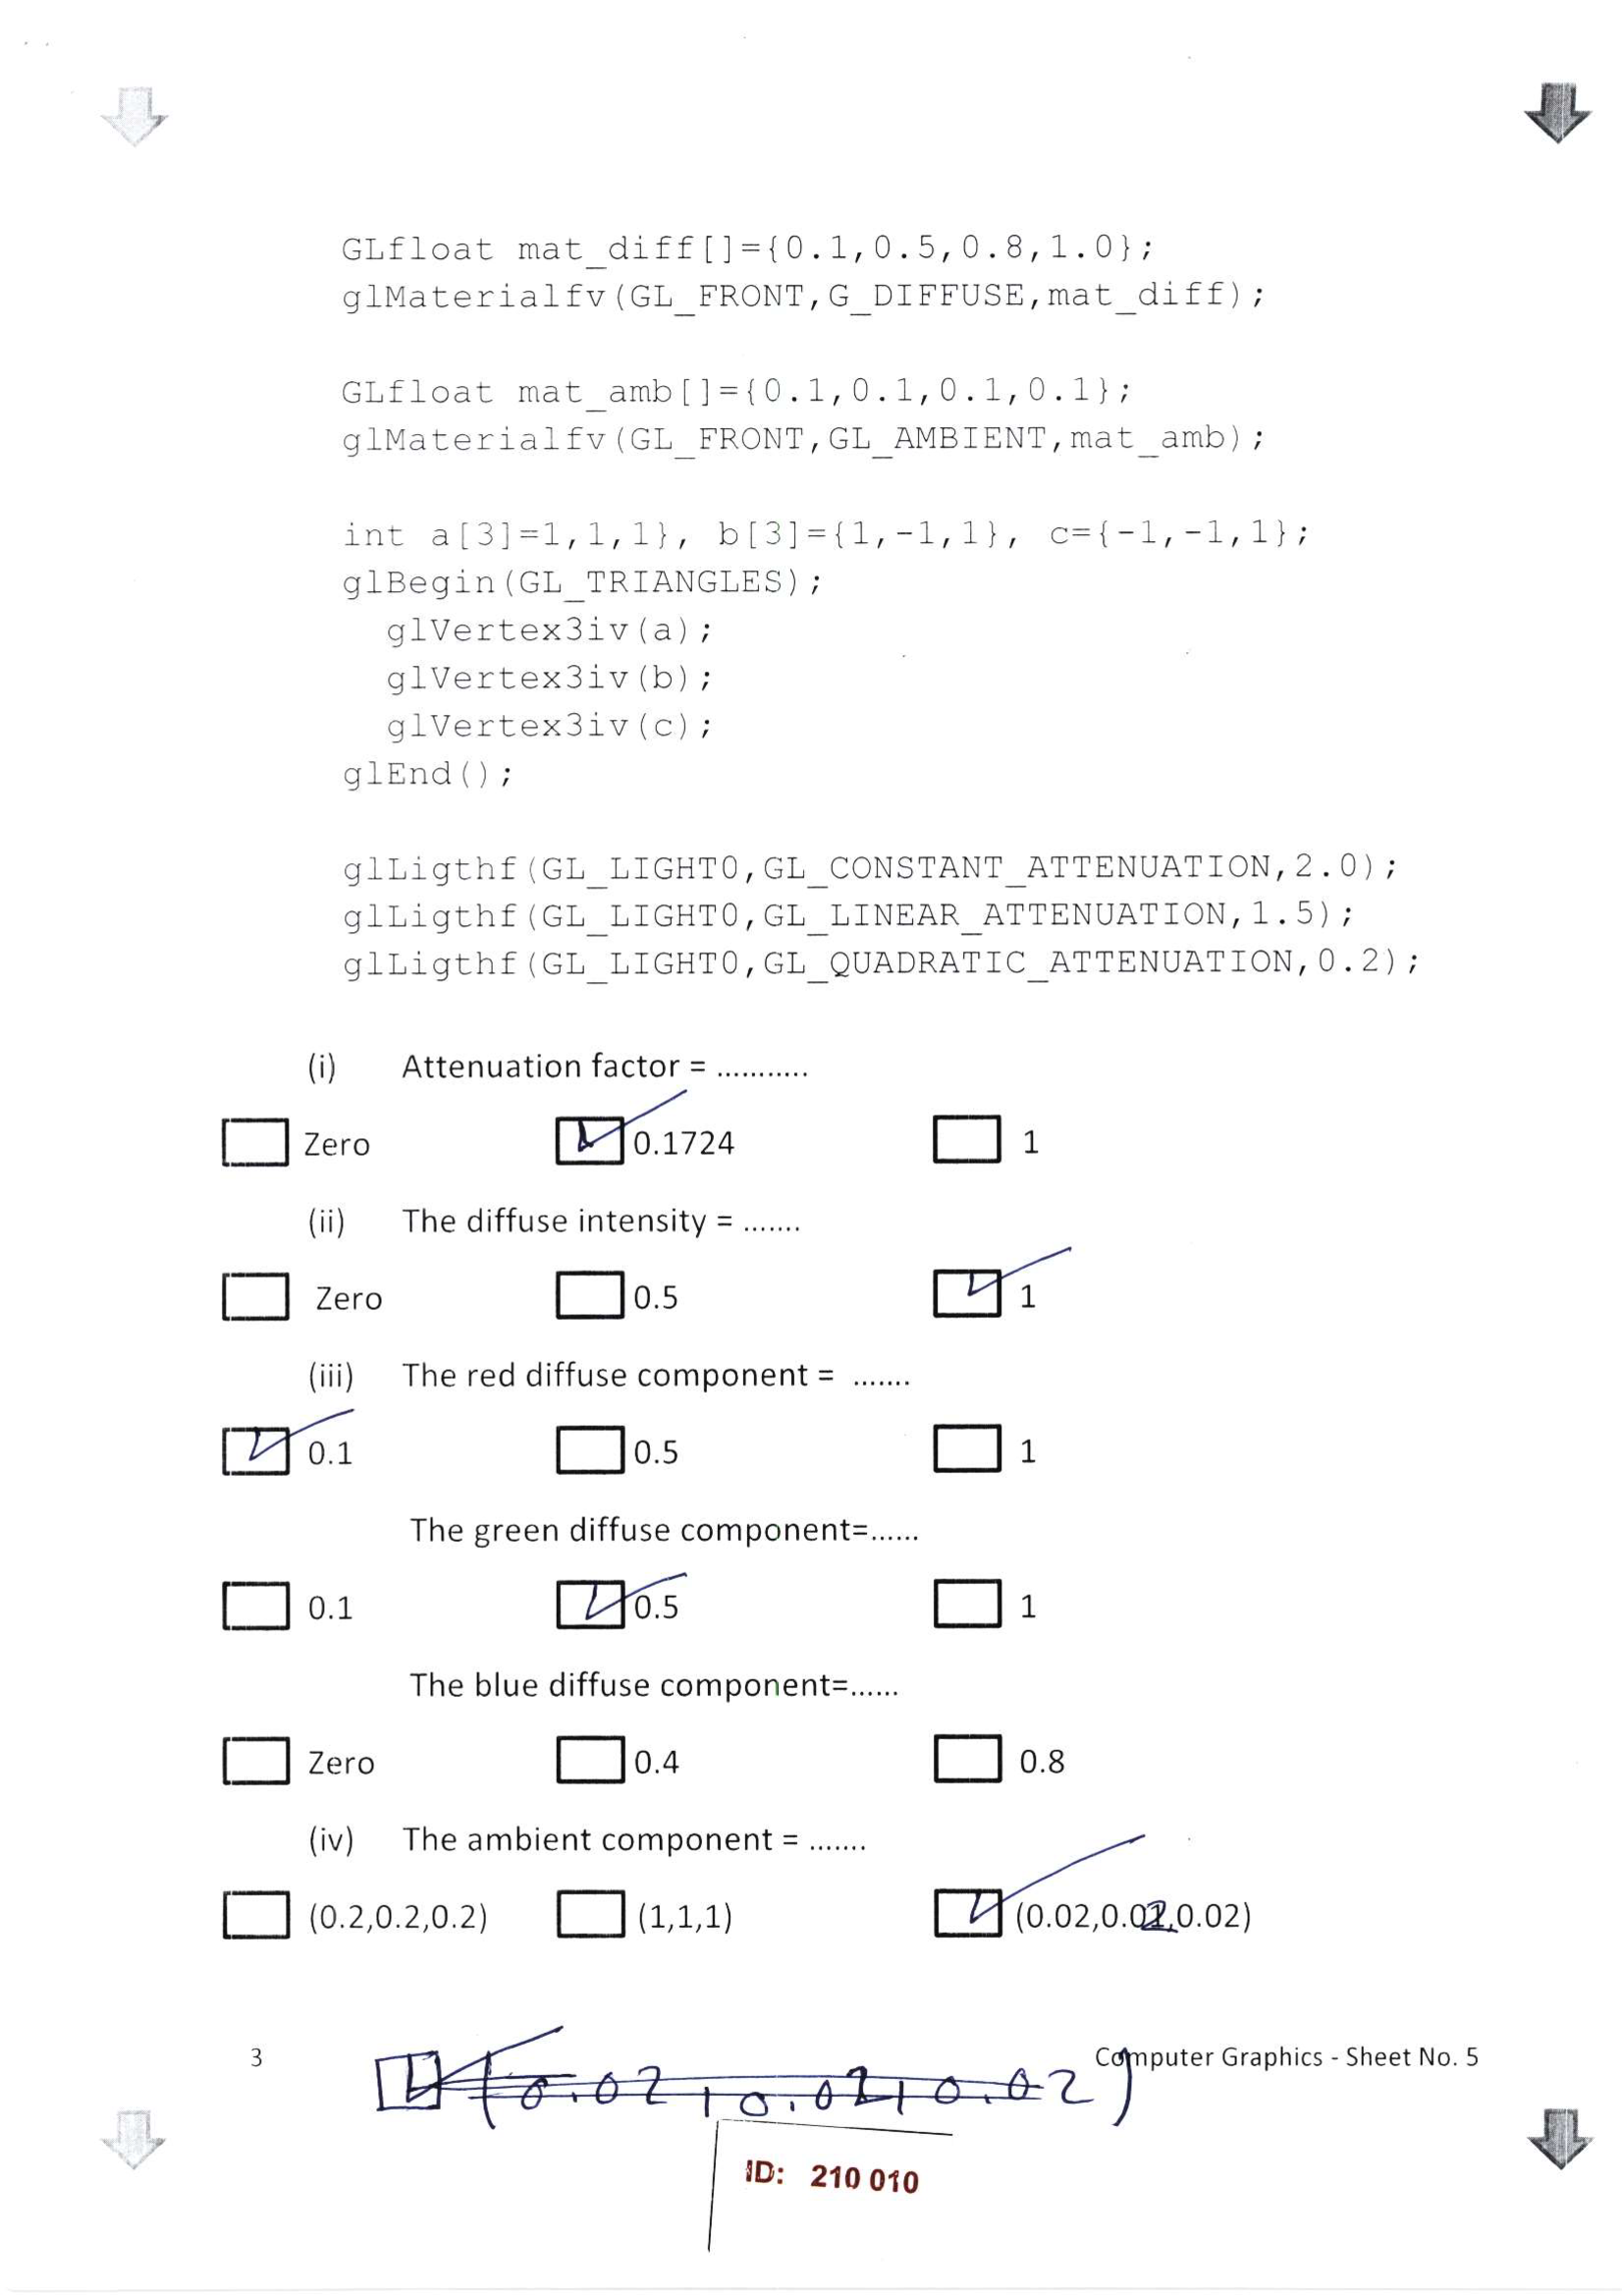 GLfloat mat_diff[]={0.1,0.5,0.8,1.0};
glMaterialfv(GL_FRONT,G_DIFFUSE,mat_diff);
GLfloat mat_amb[]={0.1,0.1,0.1,0.1};
glMaterialfv(GL_FRONT,GL_AMBIENT,mat_amb);
int a[3]=1,1,1}, b[3]={1,-1,1}, c={-1,-1,1};
glBegin(GL_TRIANGLES);
glVertex3iv(a);
glVertex3iv(b);
glVertex3iv(c);
glEnd();
glLigthf(GL_LIGHT0,GL_CONSTANT_ATTENUATION,2.0);
glLigthf(GL_LIGHT0,GL_LINEAR_ATTENUATION,1.5);
glLigthf(GL_LIGHT0,GL_QUADRATIC_ATTENUATION,0.2);
(i) Attenuation factor = ...........
Zero 0.1724 1
(ii) The diffuse intensity = .......
Zero 0.5 1
(iii) The red diffuse component = .......
0.1 0.5 1
The green diffuse component=......
0.1 0.5 1
The blue diffuse component=......
Zero 0.4 0.8
(iv) The ambient component = .......
(0.2,0.2,0.2) (1,1,1) (0.02,0.02,0.02)
3 Computer Graphics - Sheet No. 5
(0.02,0.02,0.02)
ID: 210 010